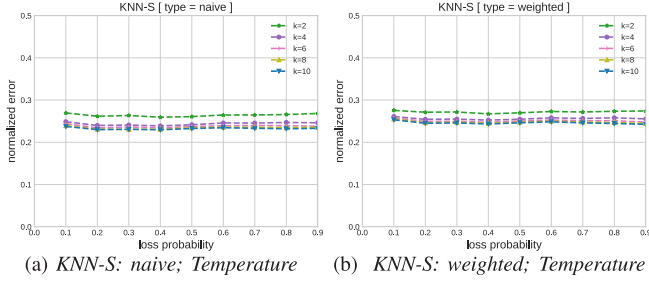 KNN-S [ type = naive ]
0.5
0.4
0.3
0.2
0.1
0.0
normalized error
k=2
k=4
k=6
k=8
k=10
0.0 0.1 0.2 0.3 0.4 0.5 0.6 0.7 0.8 0.9
loss probability
(a) KNN-S: naive; Temperature
KNN-S [ type = weighted ]
0.5
0.4
0.3
0.2
0.1
0.0
normalized error
k=2
k=4
k=6
k=8
k=10
0.0 0.1 0.2 0.3 0.4 0.5 0.6 0.7 0.8 0.9
loss probability
(b) KNN-S: weighted; Temperature